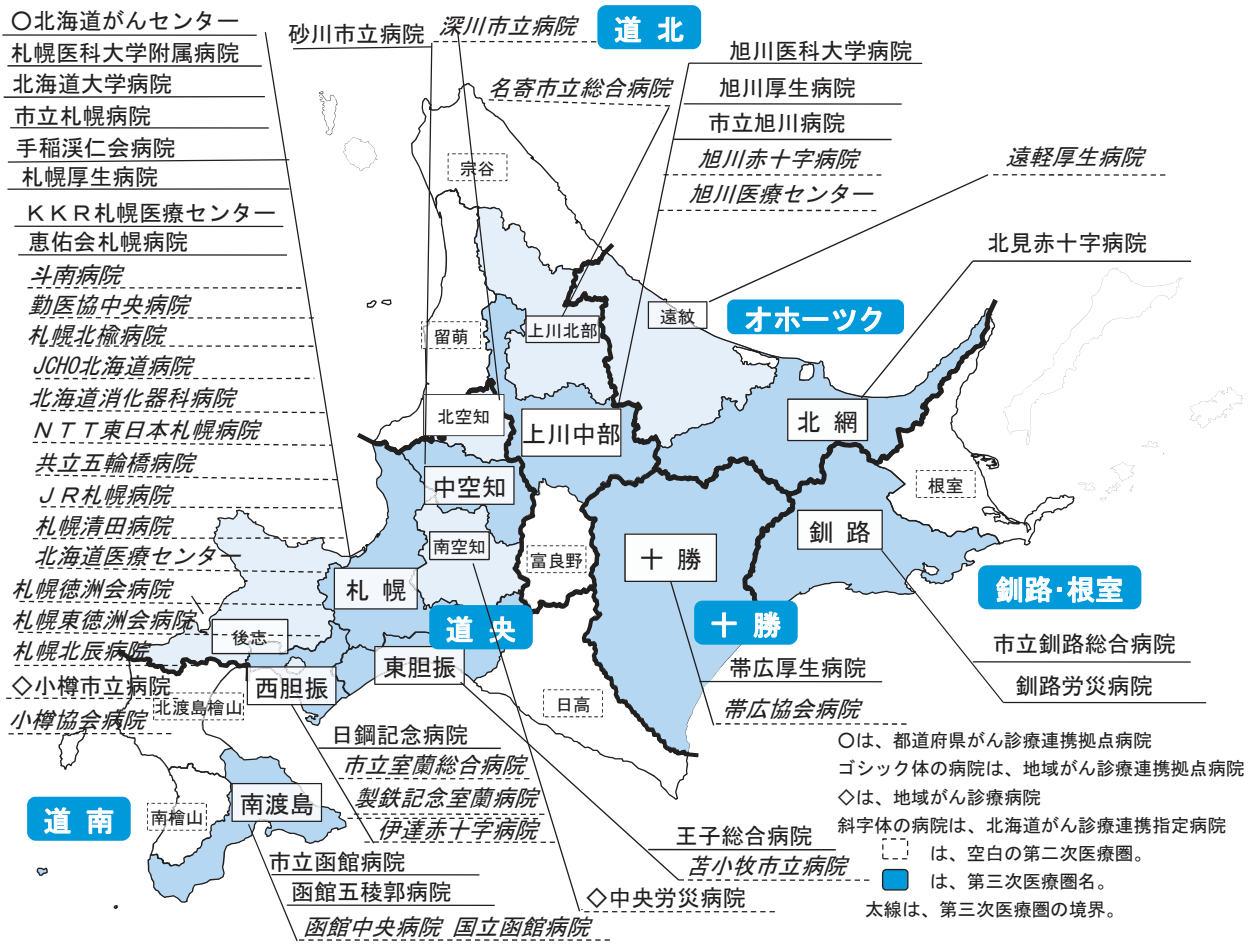 ○北海道がんセンター
札幌医科大学附属病院
北海道大学病院
市立札幌病院
手稲渓仁会病院
札幌厚生病院
ＫＫＲ札幌医療センター
恵佑会札幌病院
斗南病院
勤医協中央病院
札幌北楡病院
JCHO北海道病院
北海道消化器科病院
ＮＴＴ東日本札幌病院
共立五輪橋病院
ＪＲ札幌病院
札幌清田病院
北海道医療センター
札幌徳洲会病院
札幌東徳洲会病院
札幌北辰病院
◇小樽市立病院
小樽協会病院
砂川市立病院
深川市立病院
道 北
名寄市立総合病院
旭川医科大学病院
旭川厚生病院
市立旭川病院
旭川赤十字病院
旭川医療センター
遠軽厚生病院
北見赤十字病院
宗谷
留萌
上川北部
遠紋
オホーツク
北空知
上川中部
北 網
中空知
根室
南空知
富良野
十 勝
釧 路
札 幌
釧路・根室
道 央
十 勝
後志
東胆振
西胆振
北渡島檜山
日高
市立釧路総合病院
釧路労災病院
帯広厚生病院
帯広協会病院
日鋼記念病院
市立室蘭総合病院
製鉄記念室蘭病院
伊達赤十字病院
道 南
南檜山
南渡島
市立函館病院
函館五稜郭病院
函館中央病院 国立函館病院
王子総合病院
苫小牧市立病院
◇中央労災病院
○は、都道府県がん診療連携拠点病院
ゴシック体の病院は、地域がん診療連携拠点病院
◇は、地域がん診療病院
斜字体の病院は、北海道がん診療連携指定病院
は、空白の第二次医療圏。
は、第三次医療圏名。
太線は、第三次医療圏の境界。